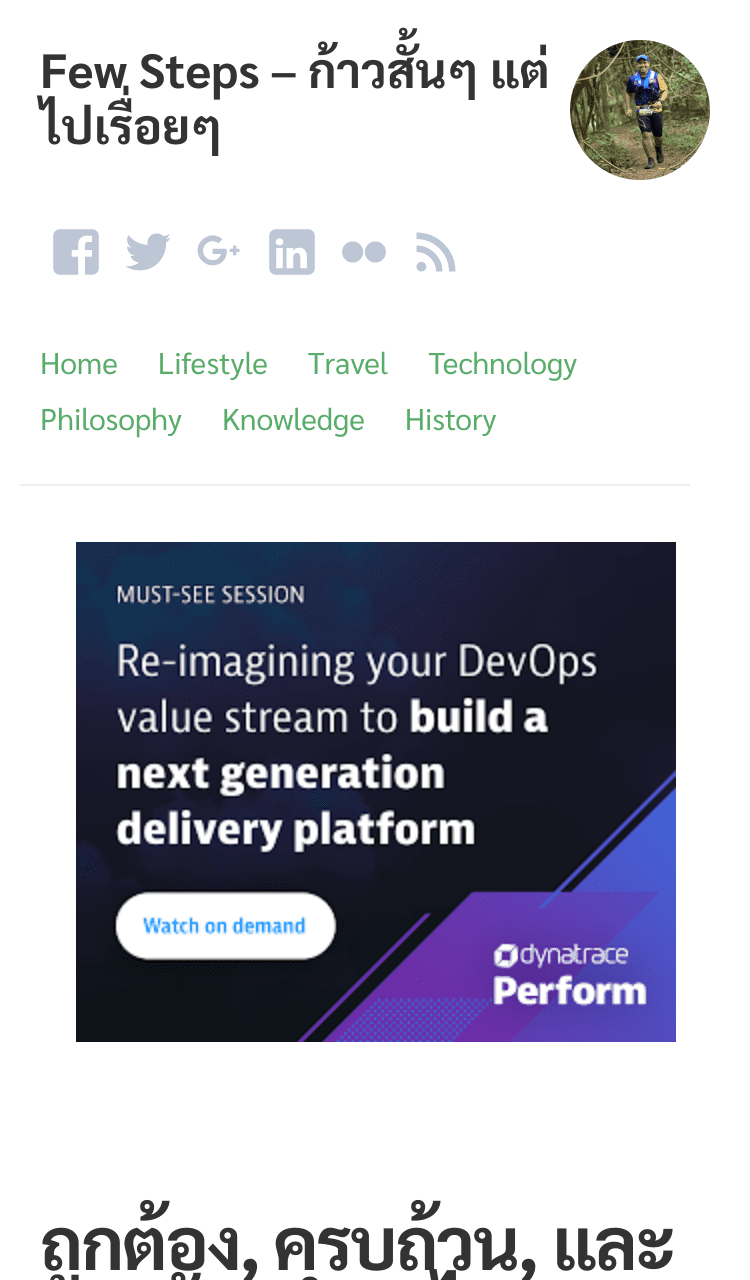 Few Steps – ก้าวสั้นๆ แต่
ไปเรื่อยๆ
Home Lifestyle Travel Technology
Philosophy Knowledge History
MUST-SEE SESSION
Re-imagining your DevOps
value stream to build a
next generation
delivery platform
Watch on demand
dynatrace
Perform
ถูกต้อง, ครบถ้วน, และ